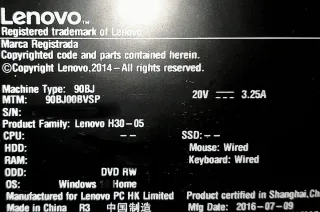 Lenovo™
Registered trademark of Lenovo.
Marca Registrada
Copyrighted code and parts contained herein.
©Copyright Lenovo,2014–All rights reserved.
Machine Type: 90BJ
MTM: 90BJ00BVSP 20V ⎓ 3.25A
S/N:
Product Family: Lenovo H30-05
CPU: -- SSD:--
HDD: Mouse: Wired
RAM: Keyboard: Wired
ODD: DVD RW
OS: Windows Home
Manufactured for Lenovo PC HK Limited Product certified in Shanghai,Ch
Made in China R3 中国制造 Mfg Date: 2016-07-09